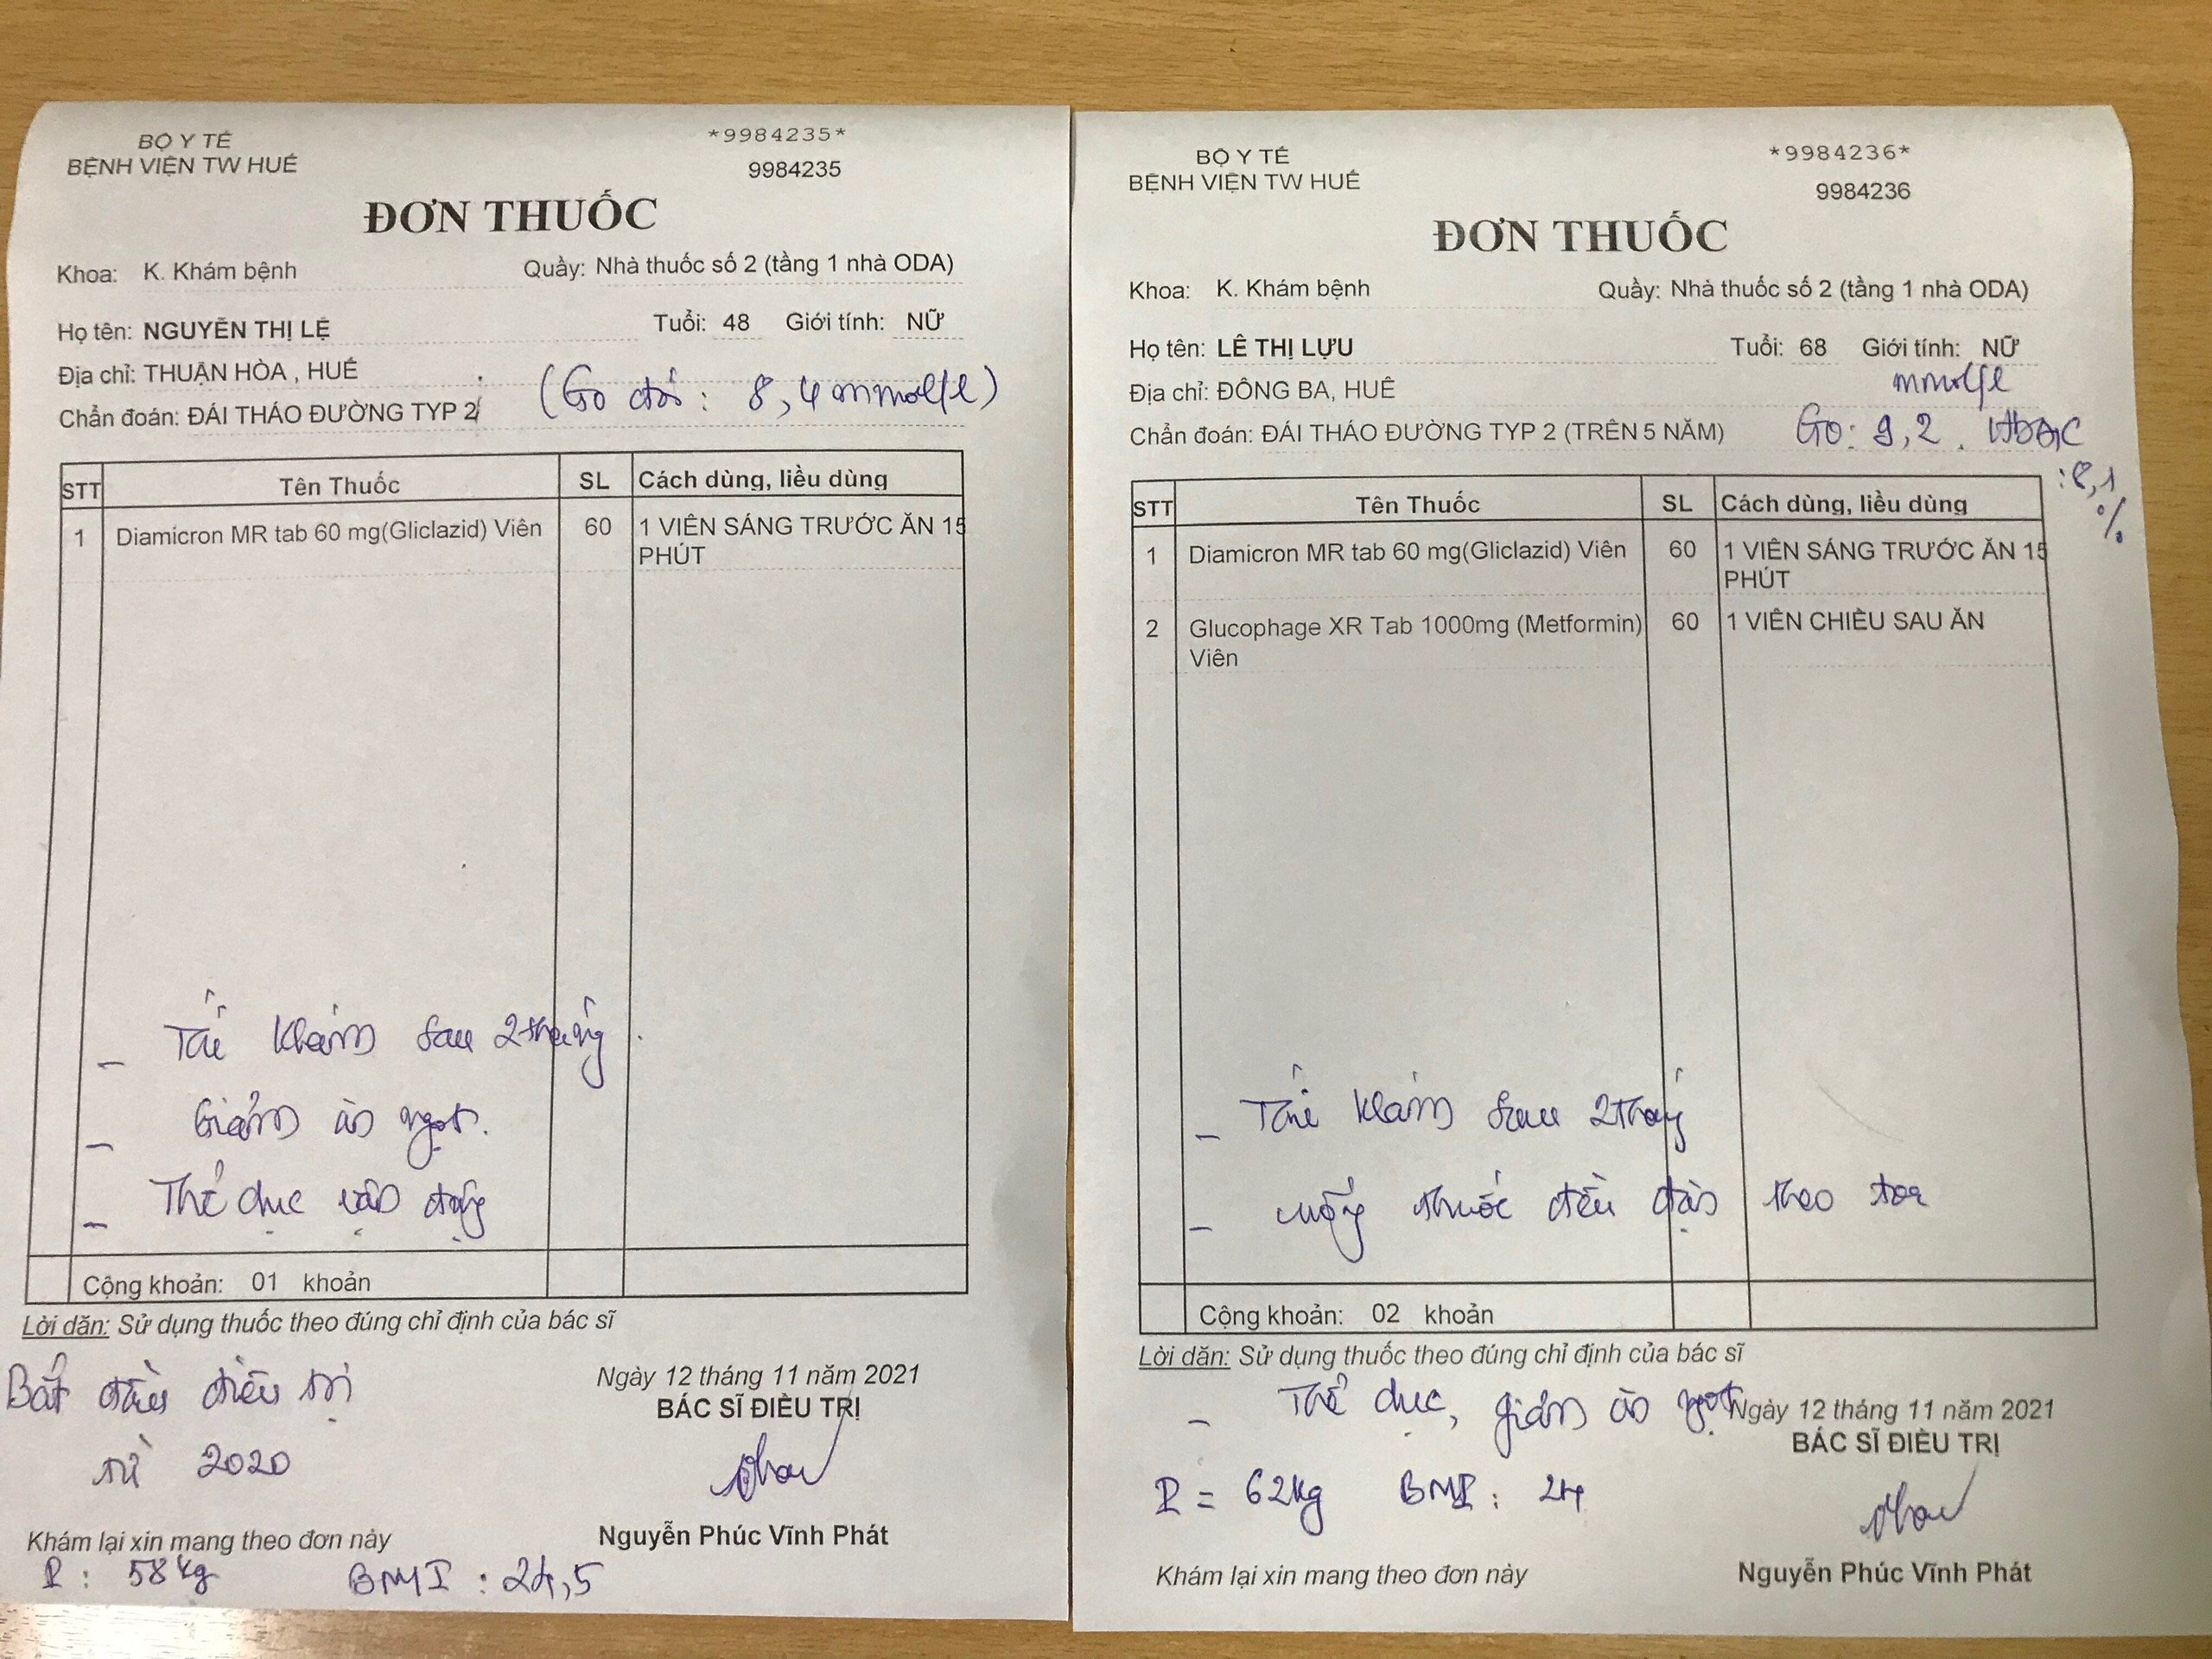 BỘ Y TẾ
BỆNH VIỆN TW HUẾ
*9984235*
9984235
ĐƠN THUỐC
Khoa: K. Khám bệnh Quầy: Nhà thuốc số 2 (tầng 1 nhà ODA)
Họ tên: NGUYỄN THỊ LỆ Tuổi: 48 Giới tính: NỮ
Địa chỉ: THUẬN HÒA , HUẾ
(Go đói: 8,4 mmol/l)
Chẩn đoán: ĐÁI THÁO ĐƯỜNG TYP 2
STT Tên Thuốc SL Cách dùng, liều dùng
1 Diamicron MR tab 60 mg(Gliclazid) Viên 60 1 VIÊN SÁNG TRƯỚC ĂN 15
PHÚT
- Tái khám sau 2 tháng.
- Giảm ăn ngọt.
- Thể dục vận động
Cộng khoản: 01 khoản
Lời dăn: Sử dụng thuốc theo đúng chỉ định của bác sĩ
Bắt đầu điều trị
từ 2020
Ngày 12 tháng 11 năm 2021
BÁC SĨ ĐIỀU TRỊ
Nguyễn Phúc Vĩnh Phát
Khám lại xin mang theo đơn này
P: 58 kg BMI: 24,5
BỘ Y TẾ
BỆNH VIỆN TW HUẾ
*9984236*
9984236
ĐƠN THUỐC
Khoa: K. Khám bệnh Quầy: Nhà thuốc số 2 (tầng 1 nhà ODA)
Họ tên: LÊ THỊ LỰU Tuổi: 68 Giới tính: NỮ
mmol/l
Địa chỉ: ĐÔNG BA, HUẾ
Chẩn đoán: ĐÁI THÁO ĐƯỜNG TYP 2 (TRÊN 5 NĂM) Go: 9,2. HbA1C
: 8,1
%
STT Tên Thuốc SL Cách dùng, liều dùng
1 Diamicron MR tab 60 mg(Gliclazid) Viên 60 1 VIÊN SÁNG TRƯỚC ĂN 15
PHÚT
2 Glucophage XR Tab 1000mg (Metformin) 60 1 VIÊN CHIỀU SAU ĂN
Viên
- Tái khám sau 2 tháng
- uống thuốc đều đặn theo toa
Cộng khoản: 02 khoản
Lời dăn: Sử dụng thuốc theo đúng chỉ định của bác sĩ
- Thể dục, giảm ăn ngọt
Ngày 12 tháng 11 năm 2021
BÁC SĨ ĐIỀU TRỊ
P = 62kg BMI: 24
Nguyễn Phúc Vĩnh Phát
Khám lại xin mang theo đơn này